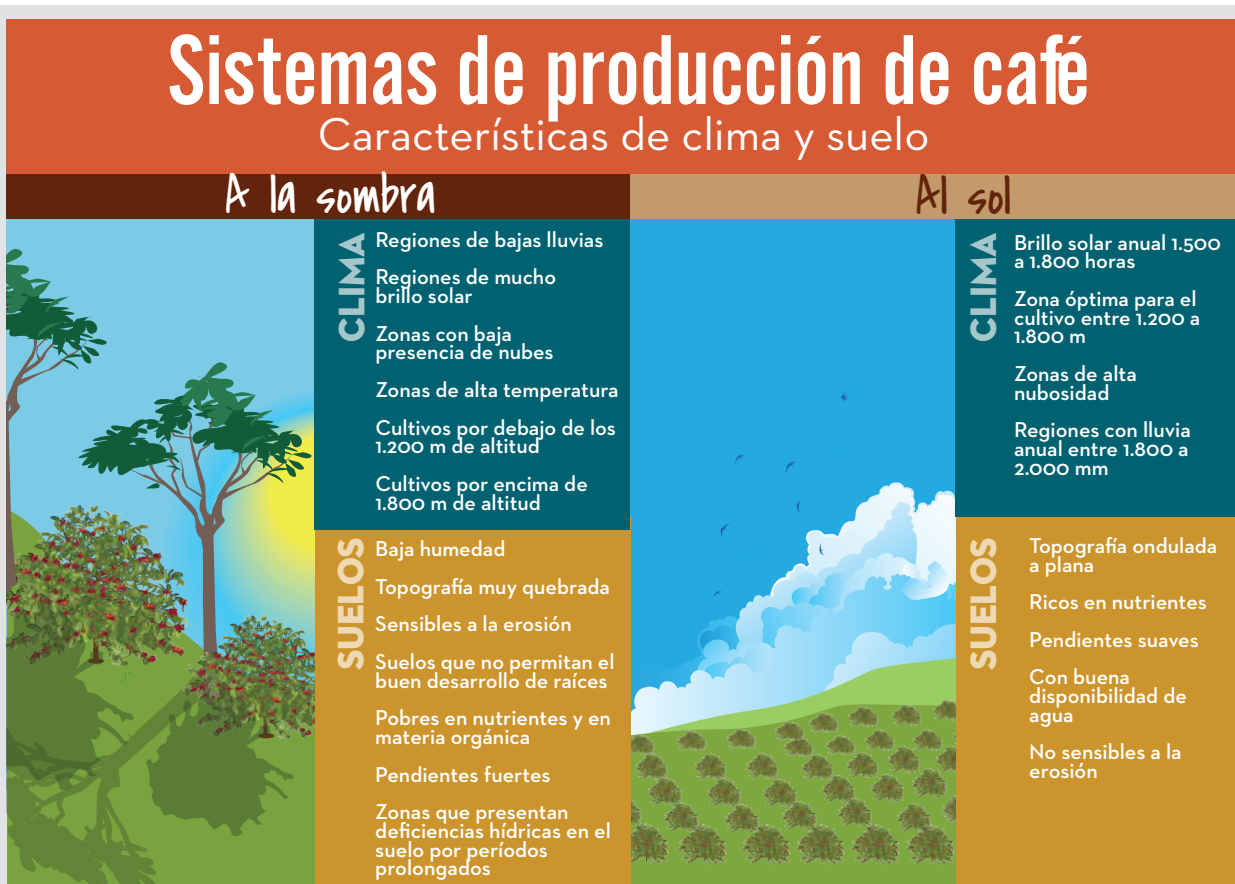 Sistemas de producción de café
Características de clima y suelo
A la sombra
CLIMA
Regiones de bajas lluvias
Regiones de mucho
brillo solar
Zonas con baja
presencia de nubes
Zonas de alta temperatura
Cultivos por debajo de los
1.200 m de altitud
Cultivos por encima de
1.800 m de altitud
SUELOS
Baja humedad
Topografía muy quebrada
Sensibles a la erosión
Suelos que no permitan el
buen desarrollo de raíces
Pobres en nutrientes y en
materia orgánica
Pendientes fuertes
Zonas que presentan
deficiencias hídricas en el
suelo por períodos
prolongados
Al sol
CLIMA
Brillo solar anual 1.500
a 1.800 horas
Zona óptima para el
cultivo entre 1.200 a
1.800 m
Zonas de alta
nubosidad
Regiones con lluvia
anual entre 1.800 a
2.000 mm
SUELOS
Topografía ondulada
a plana
Ricos en nutrientes
Pendientes suaves
Con buena
disponibilidad de
agua
No sensibles a la
erosión